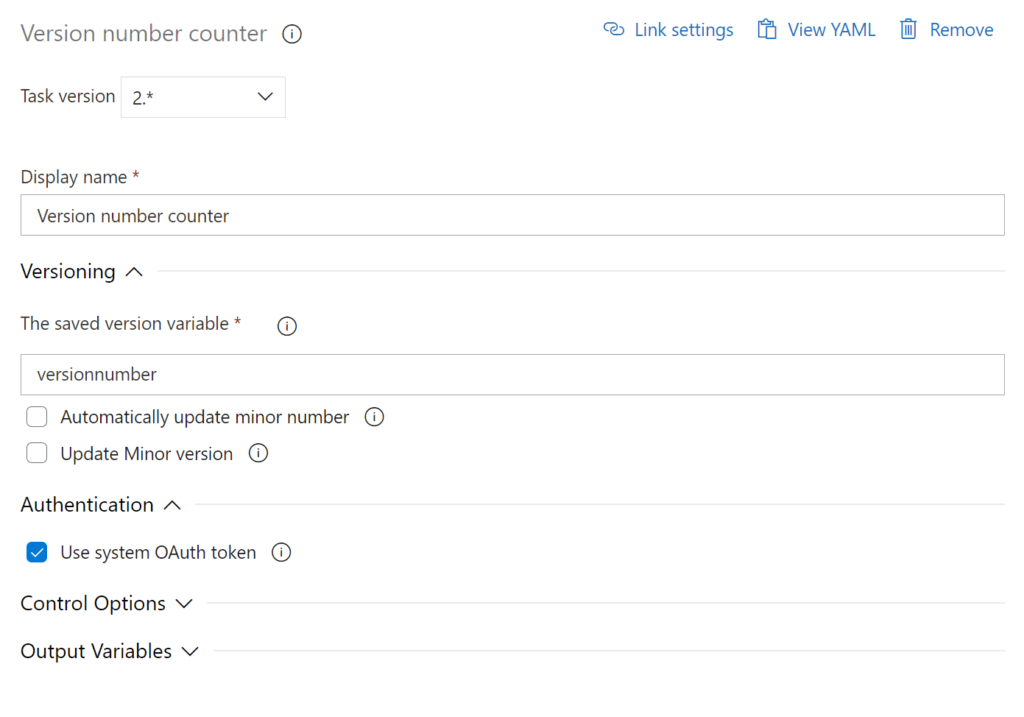 Version number counter
Link settings View YAML Remove
Task version 2.*
Display name *
Version number counter
Versioning
The saved version variable *
versionnumber
Automatically update minor number
Update Minor version
Authentication
Use system OAuth token
Control Options
Output Variables